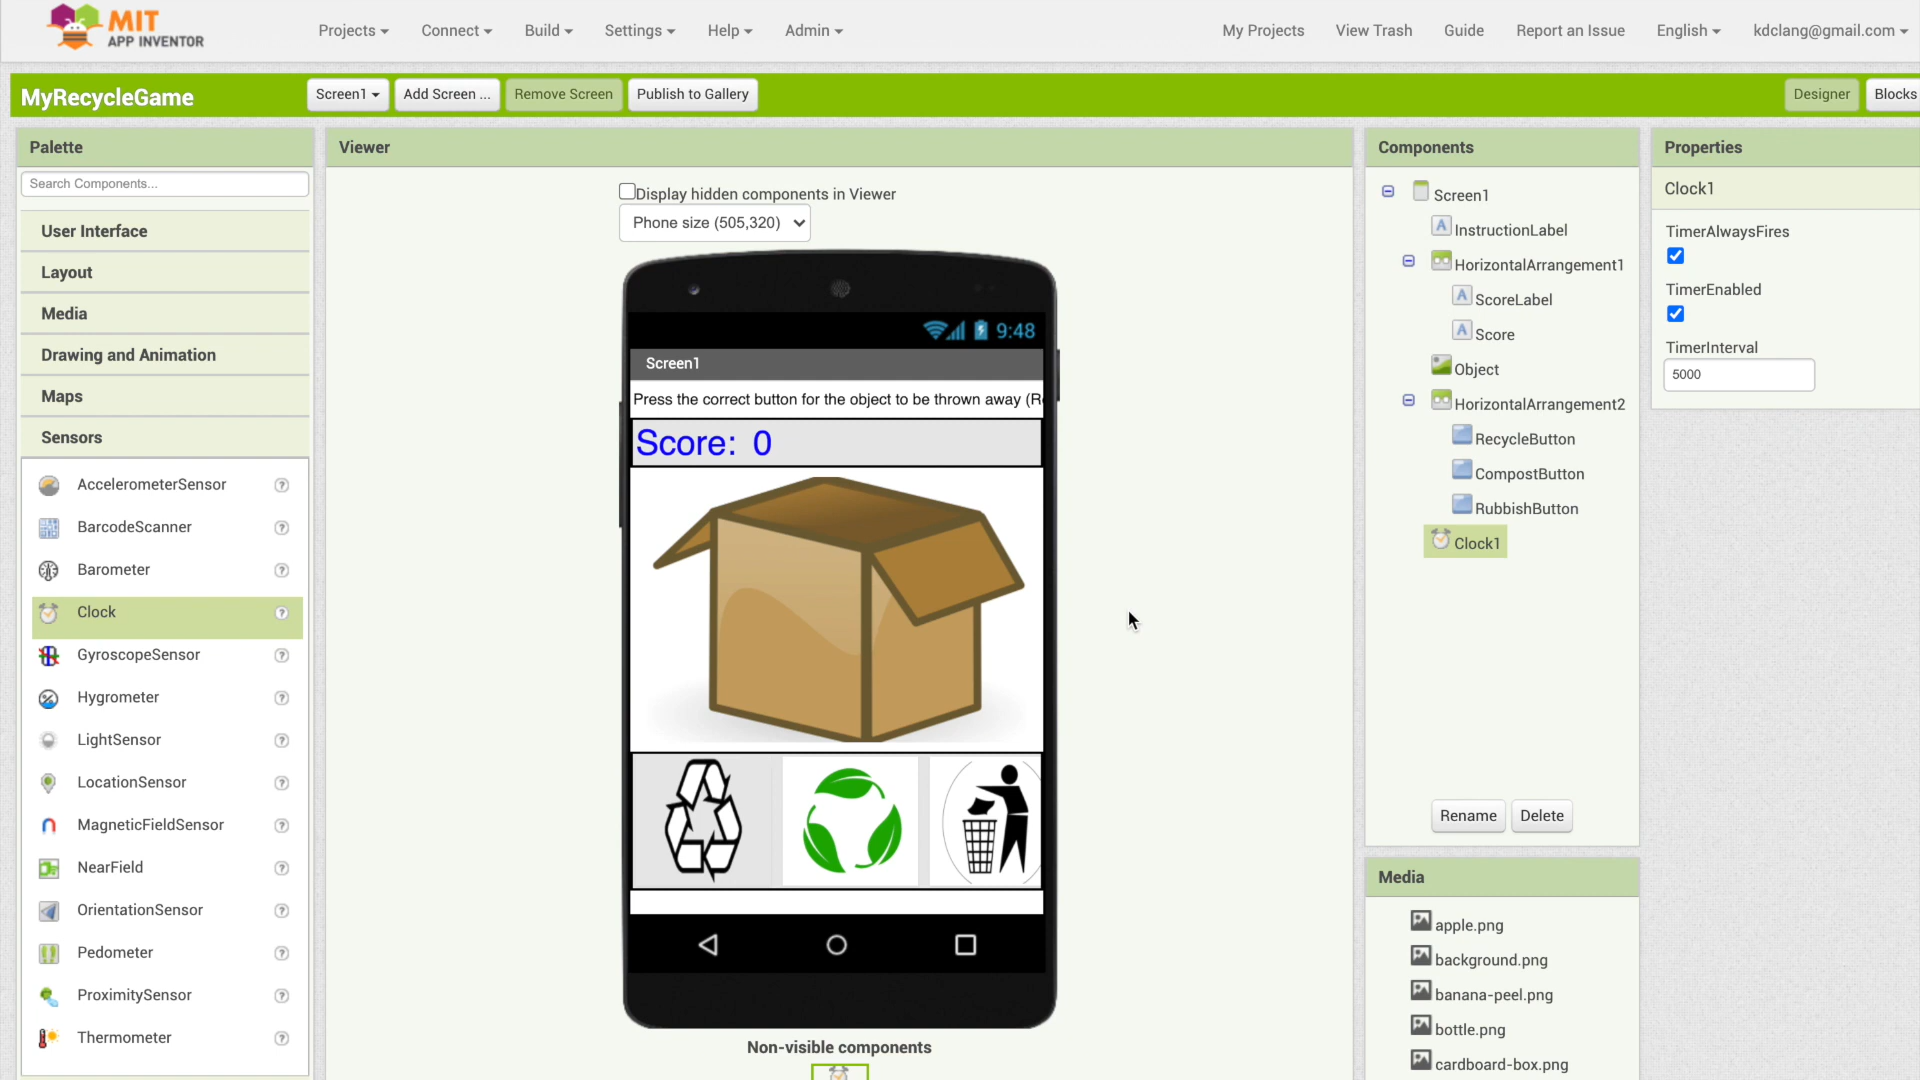 MIT
APP INVENTOR
Projects
Connect
Build
Settings
Help
Admin
My Projects
View Trash
Guide
Report an Issue
English
kdclang@gmail.com
MyRecycleGame
Screen1
Add Screen ...
Remove Screen
Publish to Gallery
Designer
Blocks
Palette
Search Components...
User Interface
Layout
Media
Drawing and Animation
Maps
Sensors
AccelerometerSensor ?
BarcodeScanner ?
Barometer ?
Clock ?
GyroscopeSensor ?
Hygrometer ?
LightSensor ?
LocationSensor ?
MagneticFieldSensor ?
NearField ?
OrientationSensor ?
Pedometer ?
ProximitySensor ?
Thermometer ?
Viewer
Display hidden components in Viewer
Phone size (505,320)
9:48
Screen1
Press the correct button for the object to be thrown away (R
Score: 0
Non-visible components
Components
Screen1
InstructionLabel
HorizontalArrangement1
ScoreLabel
Score
Object
HorizontalArrangement2
RecycleButton
CompostButton
RubbishButton
Clock1
Rename
Delete
Media
apple.png
background.png
banana-peel.png
bottle.png
cardboard-box.png
Properties
Clock1
TimerAlwaysFires
TimerEnabled
TimerInterval
5000